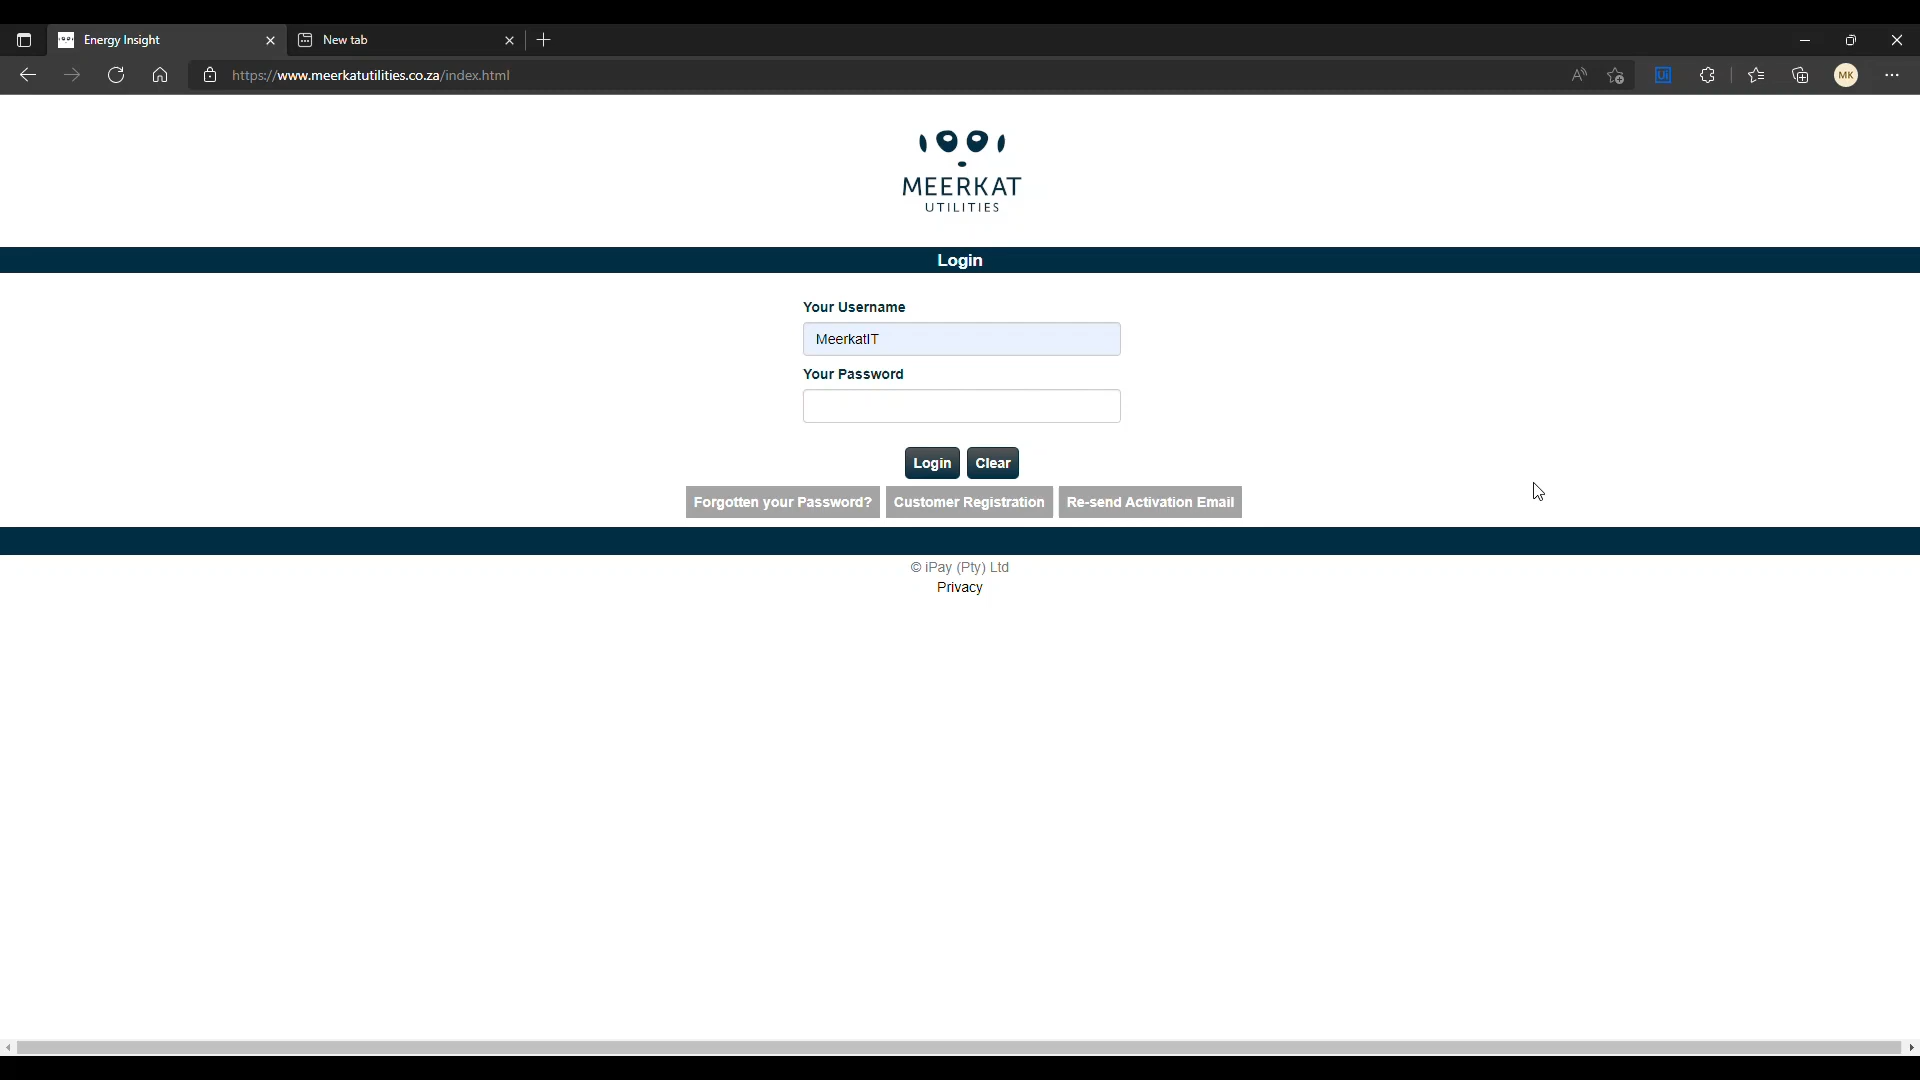 Energy Insight
New tab
https://www.meerkatutilities.co.za/index.html
MK
MEERKAT
UTILITIES
Login
Your Username
MeerkatIT
Your Password
Login Clear
Forgotten your Password? Customer Registration Re-send Activation Email
© iPay (Pty) Ltd
Privacy